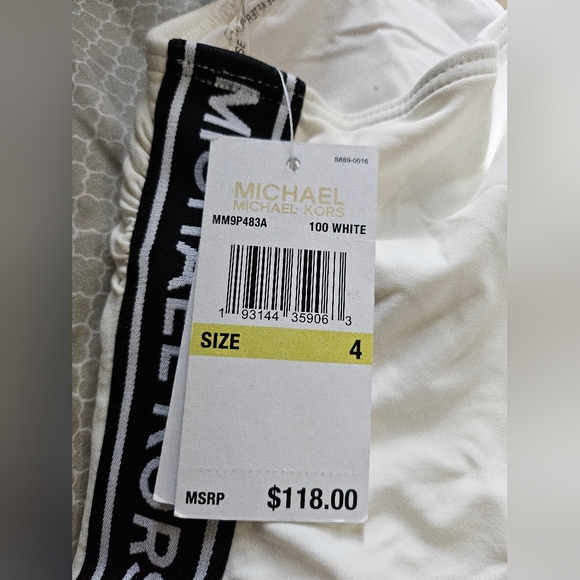 S889-0016
MICHAEL
MICHAEL KORS
MM9P483A 100 WHITE
1 93144 35906 3
SIZE 4
MSRP $118.00
MICHAEL KORS